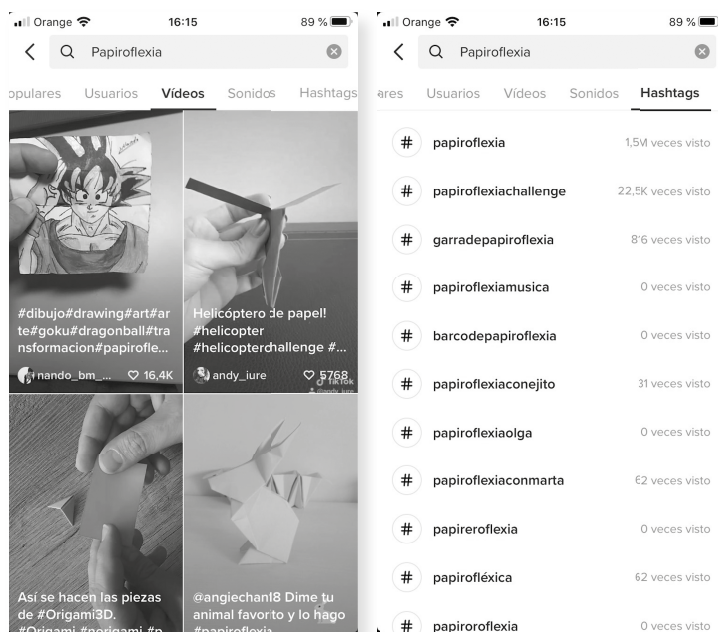 Orange 16:15 89 %
Papiroflexia
opulares Usuarios Vídeos Sonidos Hashtags
#dibujo#drawing#art#ar
te#goku#dragonball#tra
nsformacion#papirofle...
nando_bm_... 16,4K
Helicóptero de papel!
#helicopter
#helicopterchallenge #...
andy_iure 5768
TikTok
@andy_iure
Así se hacen las piezas
de #Origami3D.
#Origami #norigami #p
@angiechanl8 Dime tu
animal favorito y lo hago
#papiroflexia
Orange 16:15 89 %
Papiroflexia
ares Usuarios Vídeos Sonidos Hashtags
# papiroflexia 1,5M veces visto
# papiroflexiachallenge 22,5K veces visto
# garradepapiroflexia 8'6 veces visto
# papiroflexiamusica 0 veces visto
# barcodepapiroflexia 0 veces visto
# papiroflexiaconejito 31 veces visto
# papiroflexiaolga 0 veces visto
# papiroflexiaconmarta 62 veces visto
# papireroflexia 0 veces visto
# papirofléxica 62 veces visto
# papiroroflexia 0 veces visto